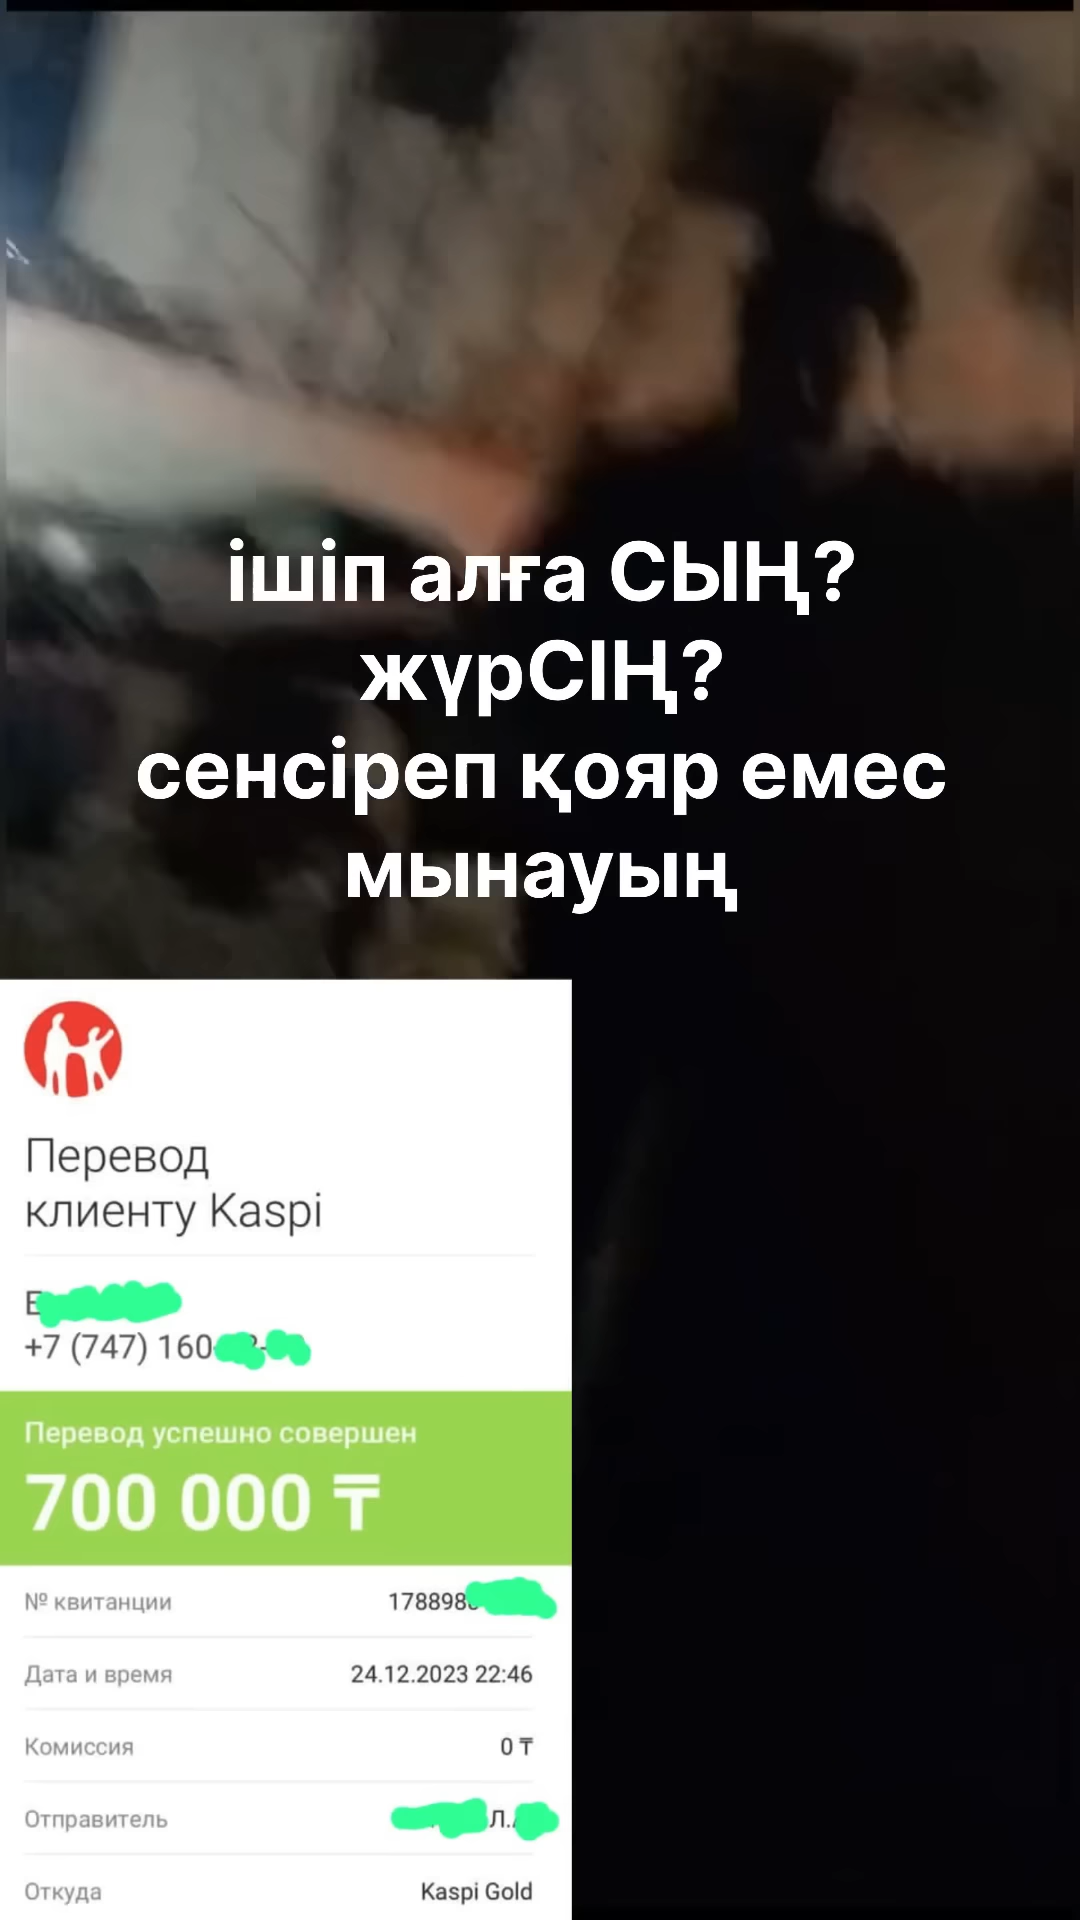 ішіп алға СЫҢ?
жүрСІҢ?
сенсіреп қояр емес
мынауың
Перевод
клиенту Kaspi
+7 (747) 160
Перевод успешно совершен
700 000 ₸
№ квитанции 178898
Дата и время 24.12.2023 22:46
Комиссия 0 ₸
Отправитель Л.
Откуда Kaspi Gold